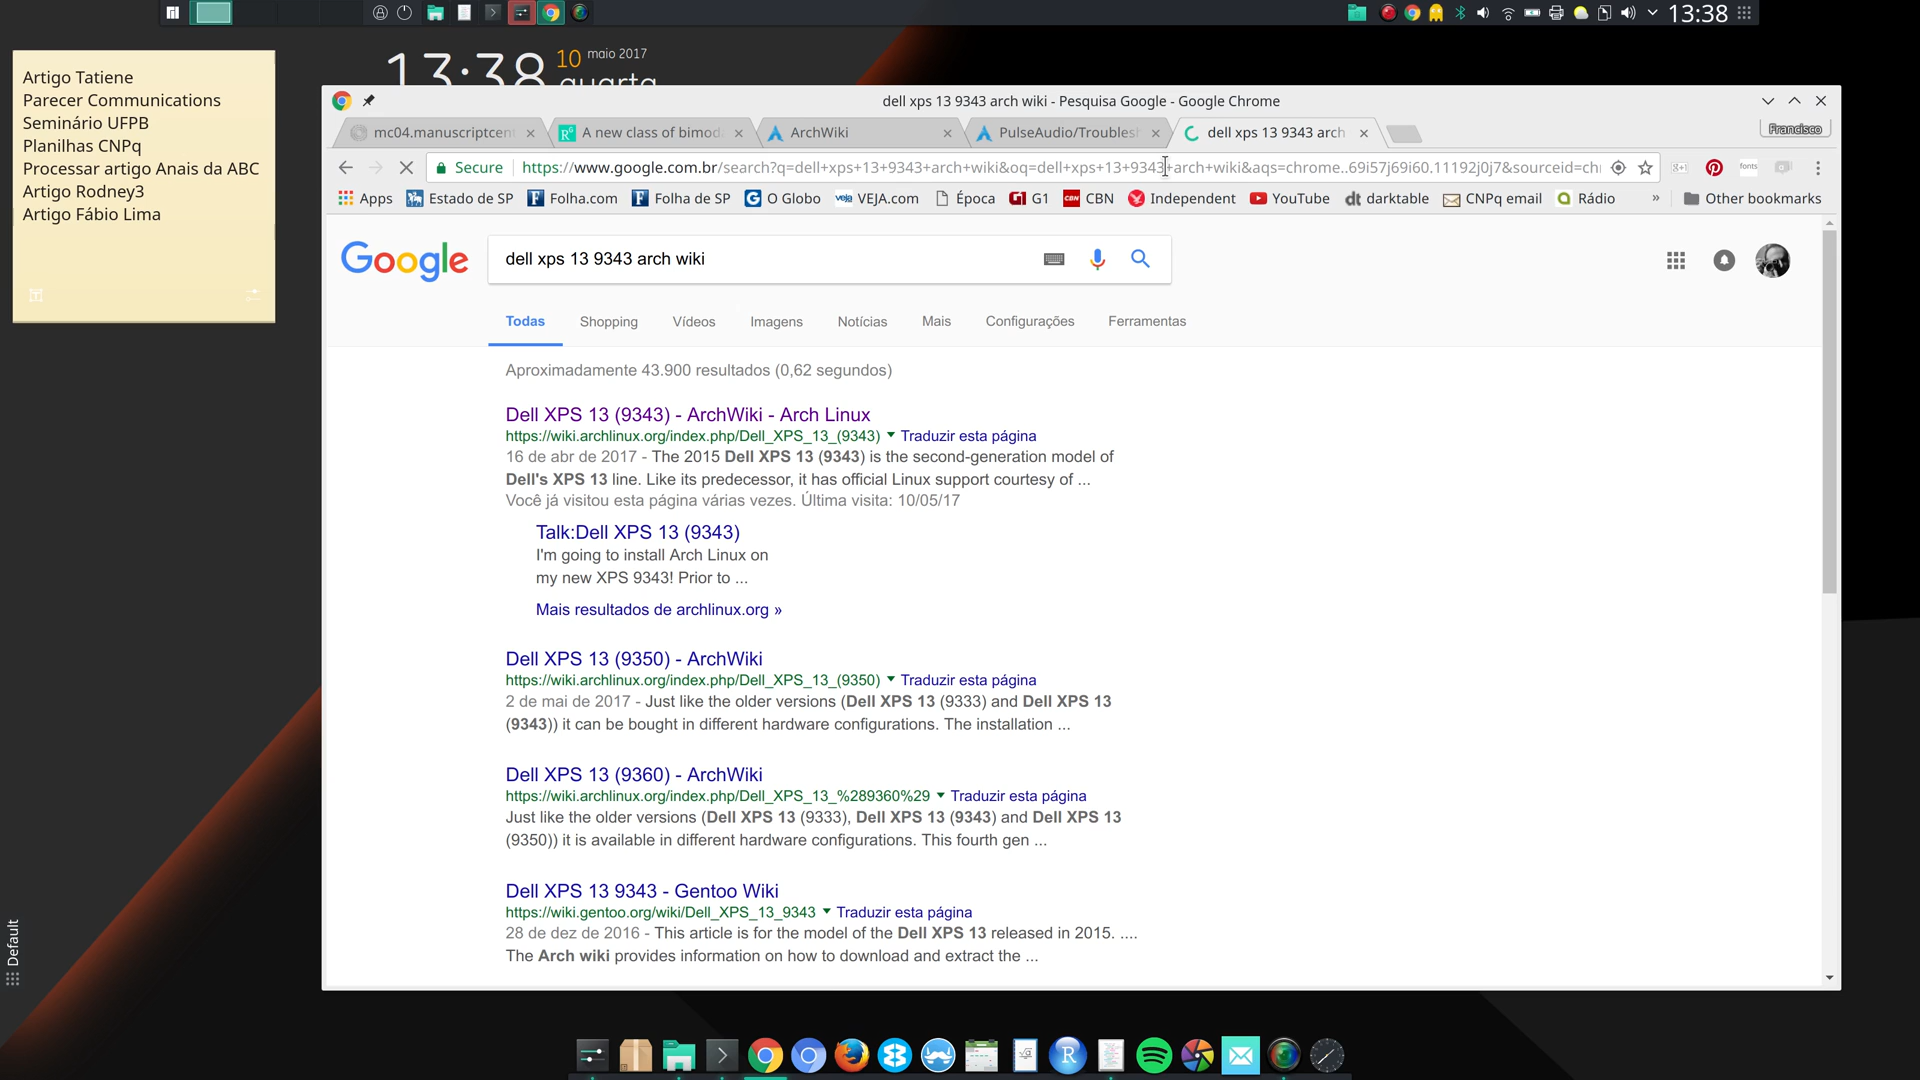 13:38
Artigo Tatiene
Parecer Communications
Seminário UFPB
Planilhas CNPq
Processar artigo Anais da ABC
Artigo Rodney3
Artigo Fábio Lima
13:38 10 maio 2017
quarta
dell xps 13 9343 arch wiki - Pesquisa Google - Google Chrome
mc04.manuscriptcent
A new class of bimod
ArchWiki
PulseAudio/Troublesh
dell xps 13 9343 arch
Francisco
Secure
https://www.google.com.br/search?q=dell+xps+13+9343+arch+wiki&oq=dell+xps+13+9343+arch+wiki&aqs=chrome..69i57j69i60.11192j0j7&sourceid=chr
Apps Estado de SP Folha.com Folha de SP O Globo VEJA.com Época G1 CBN Independent YouTube darktable CNPq email Rádio » Other bookmarks
Google
dell xps 13 9343 arch wiki
Todas Shopping Vídeos Imagens Notícias Mais Configurações Ferramentas
Aproximadamente 43.900 resultados (0,62 segundos)
Dell XPS 13 (9343) - ArchWiki - Arch Linux
https://wiki.archlinux.org/index.php/Dell_XPS_13_(9343) Traduzir esta página
16 de abr de 2017 - The 2015 Dell XPS 13 (9343) is the second-generation model of
Dell's XPS 13 line. Like its predecessor, it has official Linux support courtesy of ...
Você já visitou esta página várias vezes. Última visita: 10/05/17
Talk:Dell XPS 13 (9343)
I'm going to install Arch Linux on
my new XPS 9343! Prior to ...
Mais resultados de archlinux.org »
Dell XPS 13 (9350) - ArchWiki
https://wiki.archlinux.org/index.php/Dell_XPS_13_(9350) Traduzir esta página
2 de mai de 2017 - Just like the older versions (Dell XPS 13 (9333) and Dell XPS 13
(9343)) it can be bought in different hardware configurations. The installation ...
Dell XPS 13 (9360) - ArchWiki
https://wiki.archlinux.org/index.php/Dell_XPS_13_%289360%29 Traduzir esta página
Just like the older versions (Dell XPS 13 (9333), Dell XPS 13 (9343) and Dell XPS 13
(9350)) it is available in different hardware configurations. This fourth gen ...
Dell XPS 13 9343 - Gentoo Wiki
https://wiki.gentoo.org/wiki/Dell_XPS_13_9343 Traduzir esta página
28 de dez de 2016 - This article is for the model of the Dell XPS 13 released in 2015. ....
The Arch wiki provides information on how to download and extract the ...
Default